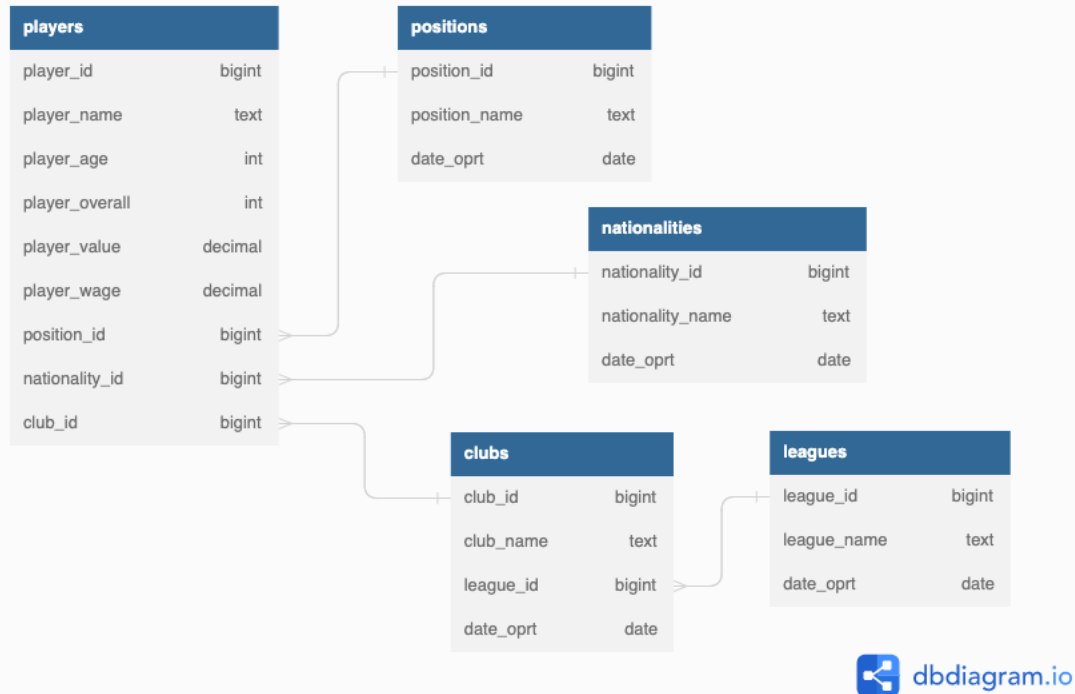 players
player_id bigint
player_name text
player_age int
player_overall int
player_value decimal
player_wage decimal
position_id bigint
nationality_id bigint
club_id bigint
positions
position_id bigint
position_name text
date_oprt date
nationalities
nationality_id bigint
nationality_name text
date_oprt date
clubs
club_id bigint
club_name text
league_id bigint
date_oprt date
leagues
league_id bigint
league_name text
date_oprt date
dbdiagram.io